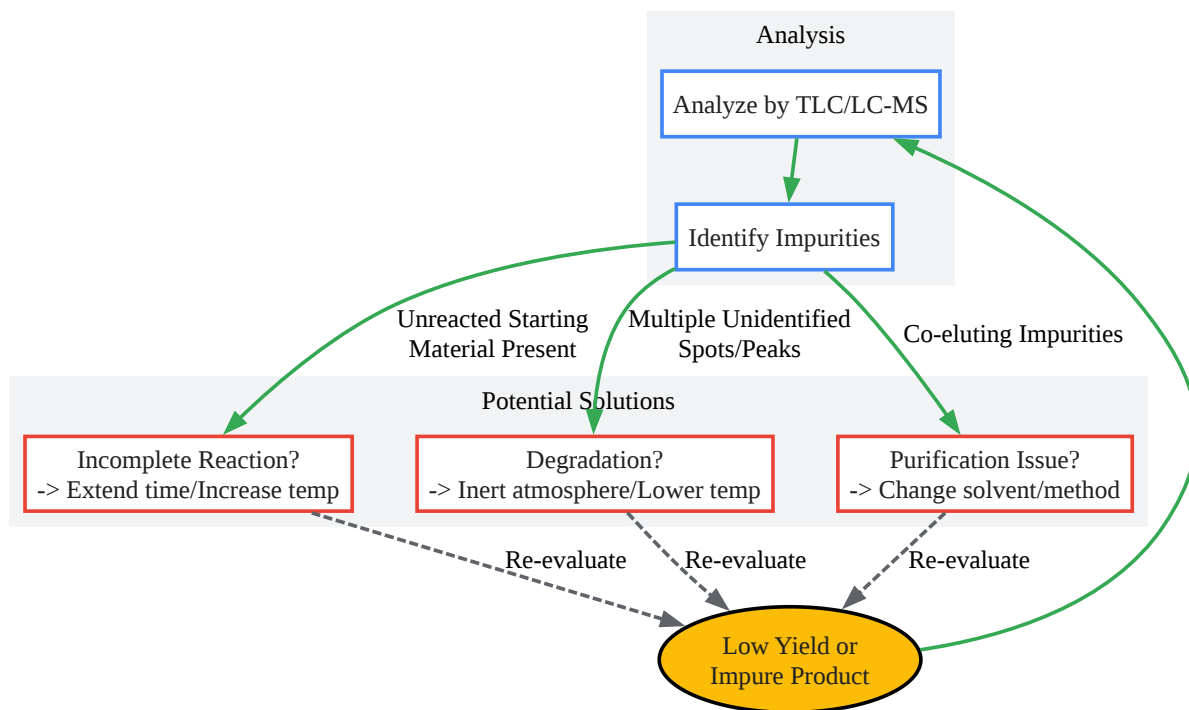 Analysis
Analyze by TLC/LC-MS
Identify Impurities
Unreacted Starting
Material Present
Multiple Unidentified
Spots/Peaks
Co-eluting Impurities
Potential Solutions
Incomplete Reaction?
-> Extend time/Increase temp
Degradation?
-> Inert atmosphere/Lower temp
Purification Issue?
-> Change solvent/method
Re-evaluate
Re-evaluate
Re-evaluate
Low Yield or
Impure Product